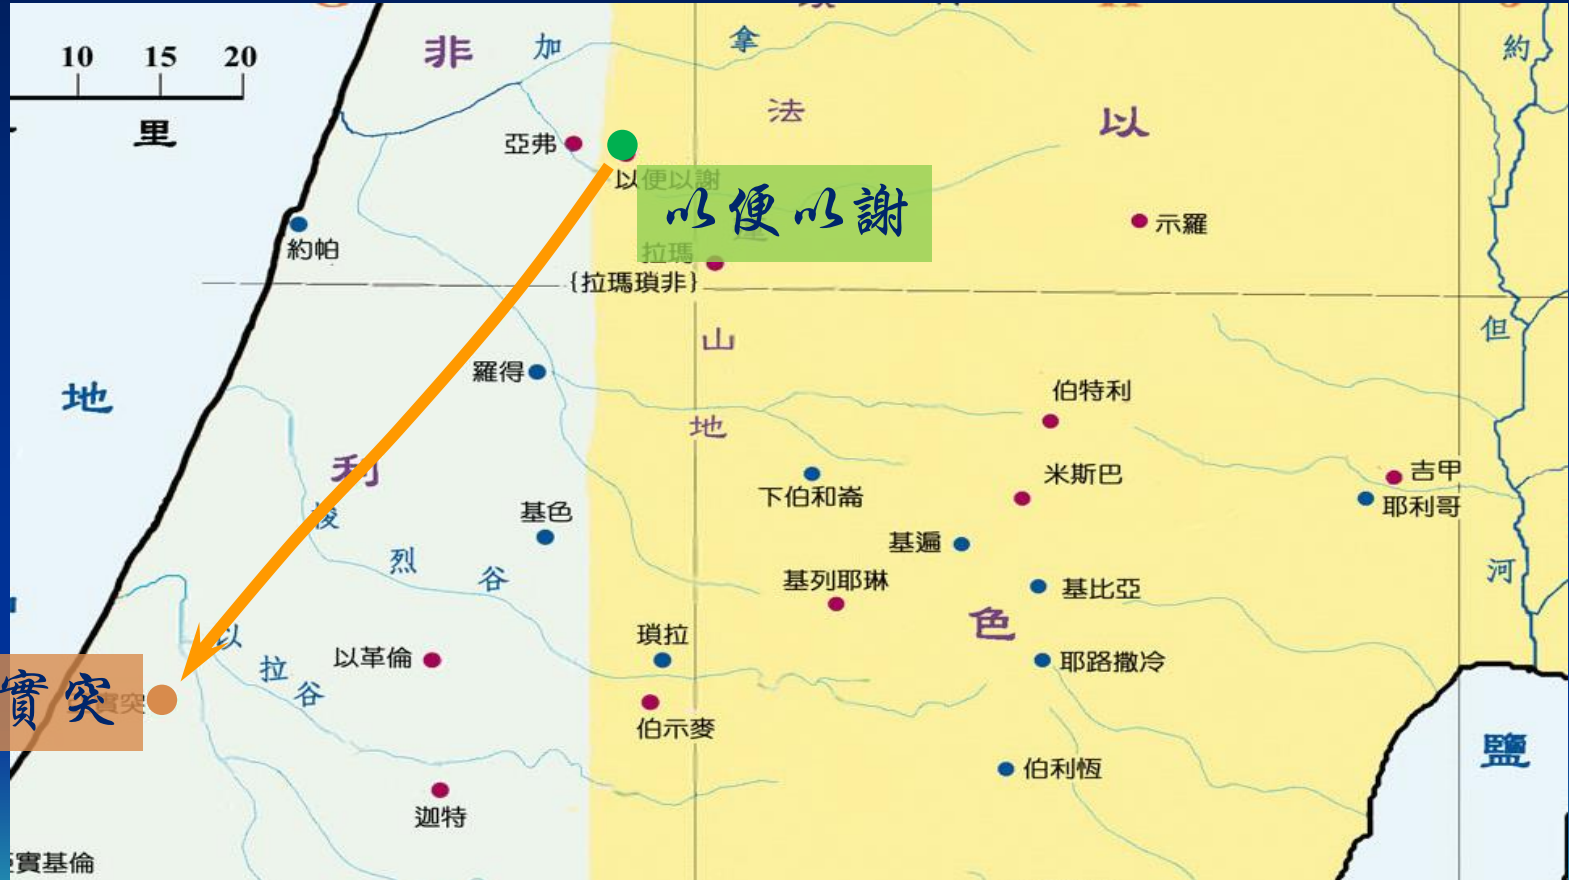 10 15 20
里
非
加
拿
法
以
約
亞弗
以便以謝
以便以謝
示羅
約帕
拉瑪
{拉瑪瑣非}
山
但
羅得
地
伯特利
地
利
米斯巴
吉甲
下伯和崙
耶利哥
梭
基色
基遍
烈
谷
基列耶琳
基比亞
河
色
以
瑣拉
以革倫
耶路撒冷
拉
谷
實突
實突
伯示麥
鹽
伯利恆
迦特
實基倫